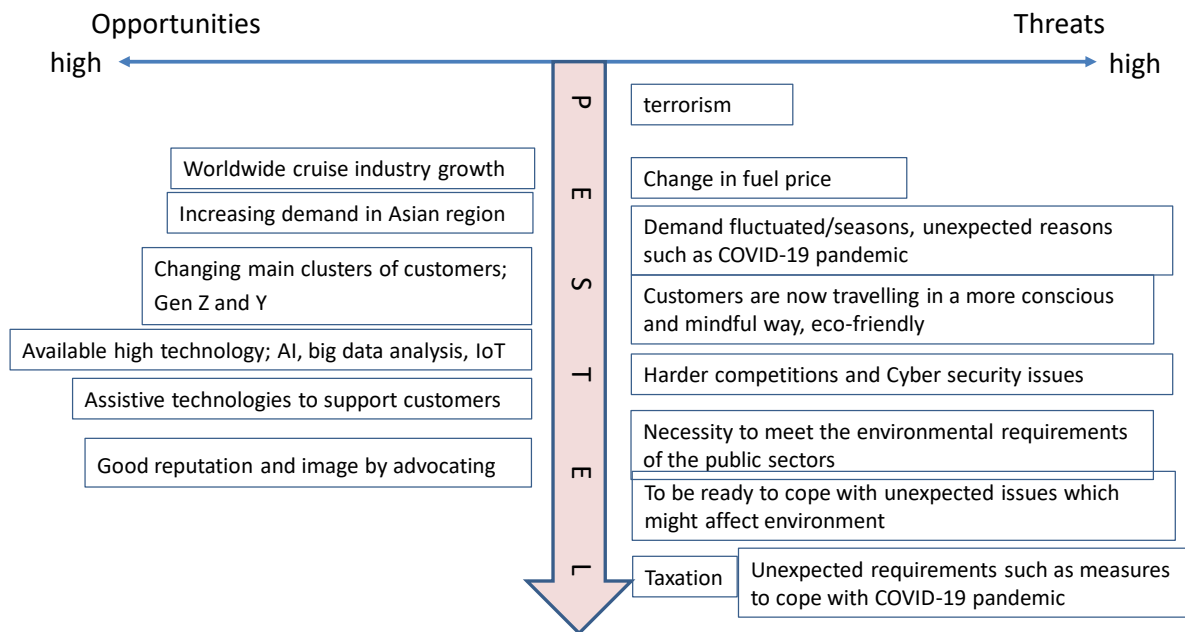 Opportunities
Threats
high
high
P
terrorism
Worldwide cruise industry growth
E
Change in fuel price
Increasing demand in Asian region
Demand fluctuated/seasons, unexpected reasons
such as COVID-19 pandemic
Changing main clusters of customers;
Gen Z and Y
S
Customers are now travelling in a more conscious
and mindful way, eco-friendly
Available high technology; AI, big data analysis, IoT
T
Harder competitions and Cyber security issues
Assistive technologies to support customers
Necessity to meet the environmental requirements
of the public sectors
Good reputation and image by advocating
E
To be ready to cope with unexpected issues which
might affect environment
L
Taxation
Unexpected requirements such as measures
to cope with COVID-19 pandemic